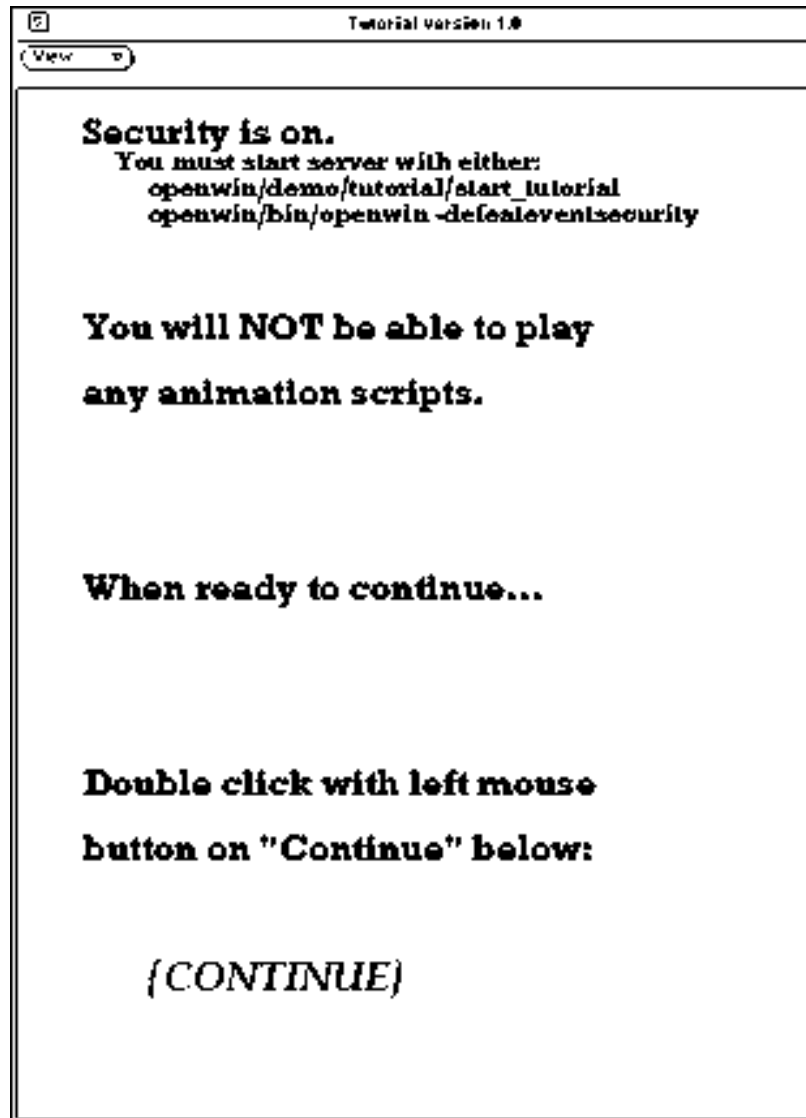 Tutorial version 1.0
View
Security is on.
You must start server with either:
openwin/demo/tutorial/start_tutorial
openwin/bin/openwin -defeateventsecurity
You will NOT be able to play
any animation scripts.
When ready to continue...
Double click with left mouse
button on "Continue" below:
{CONTINUE}